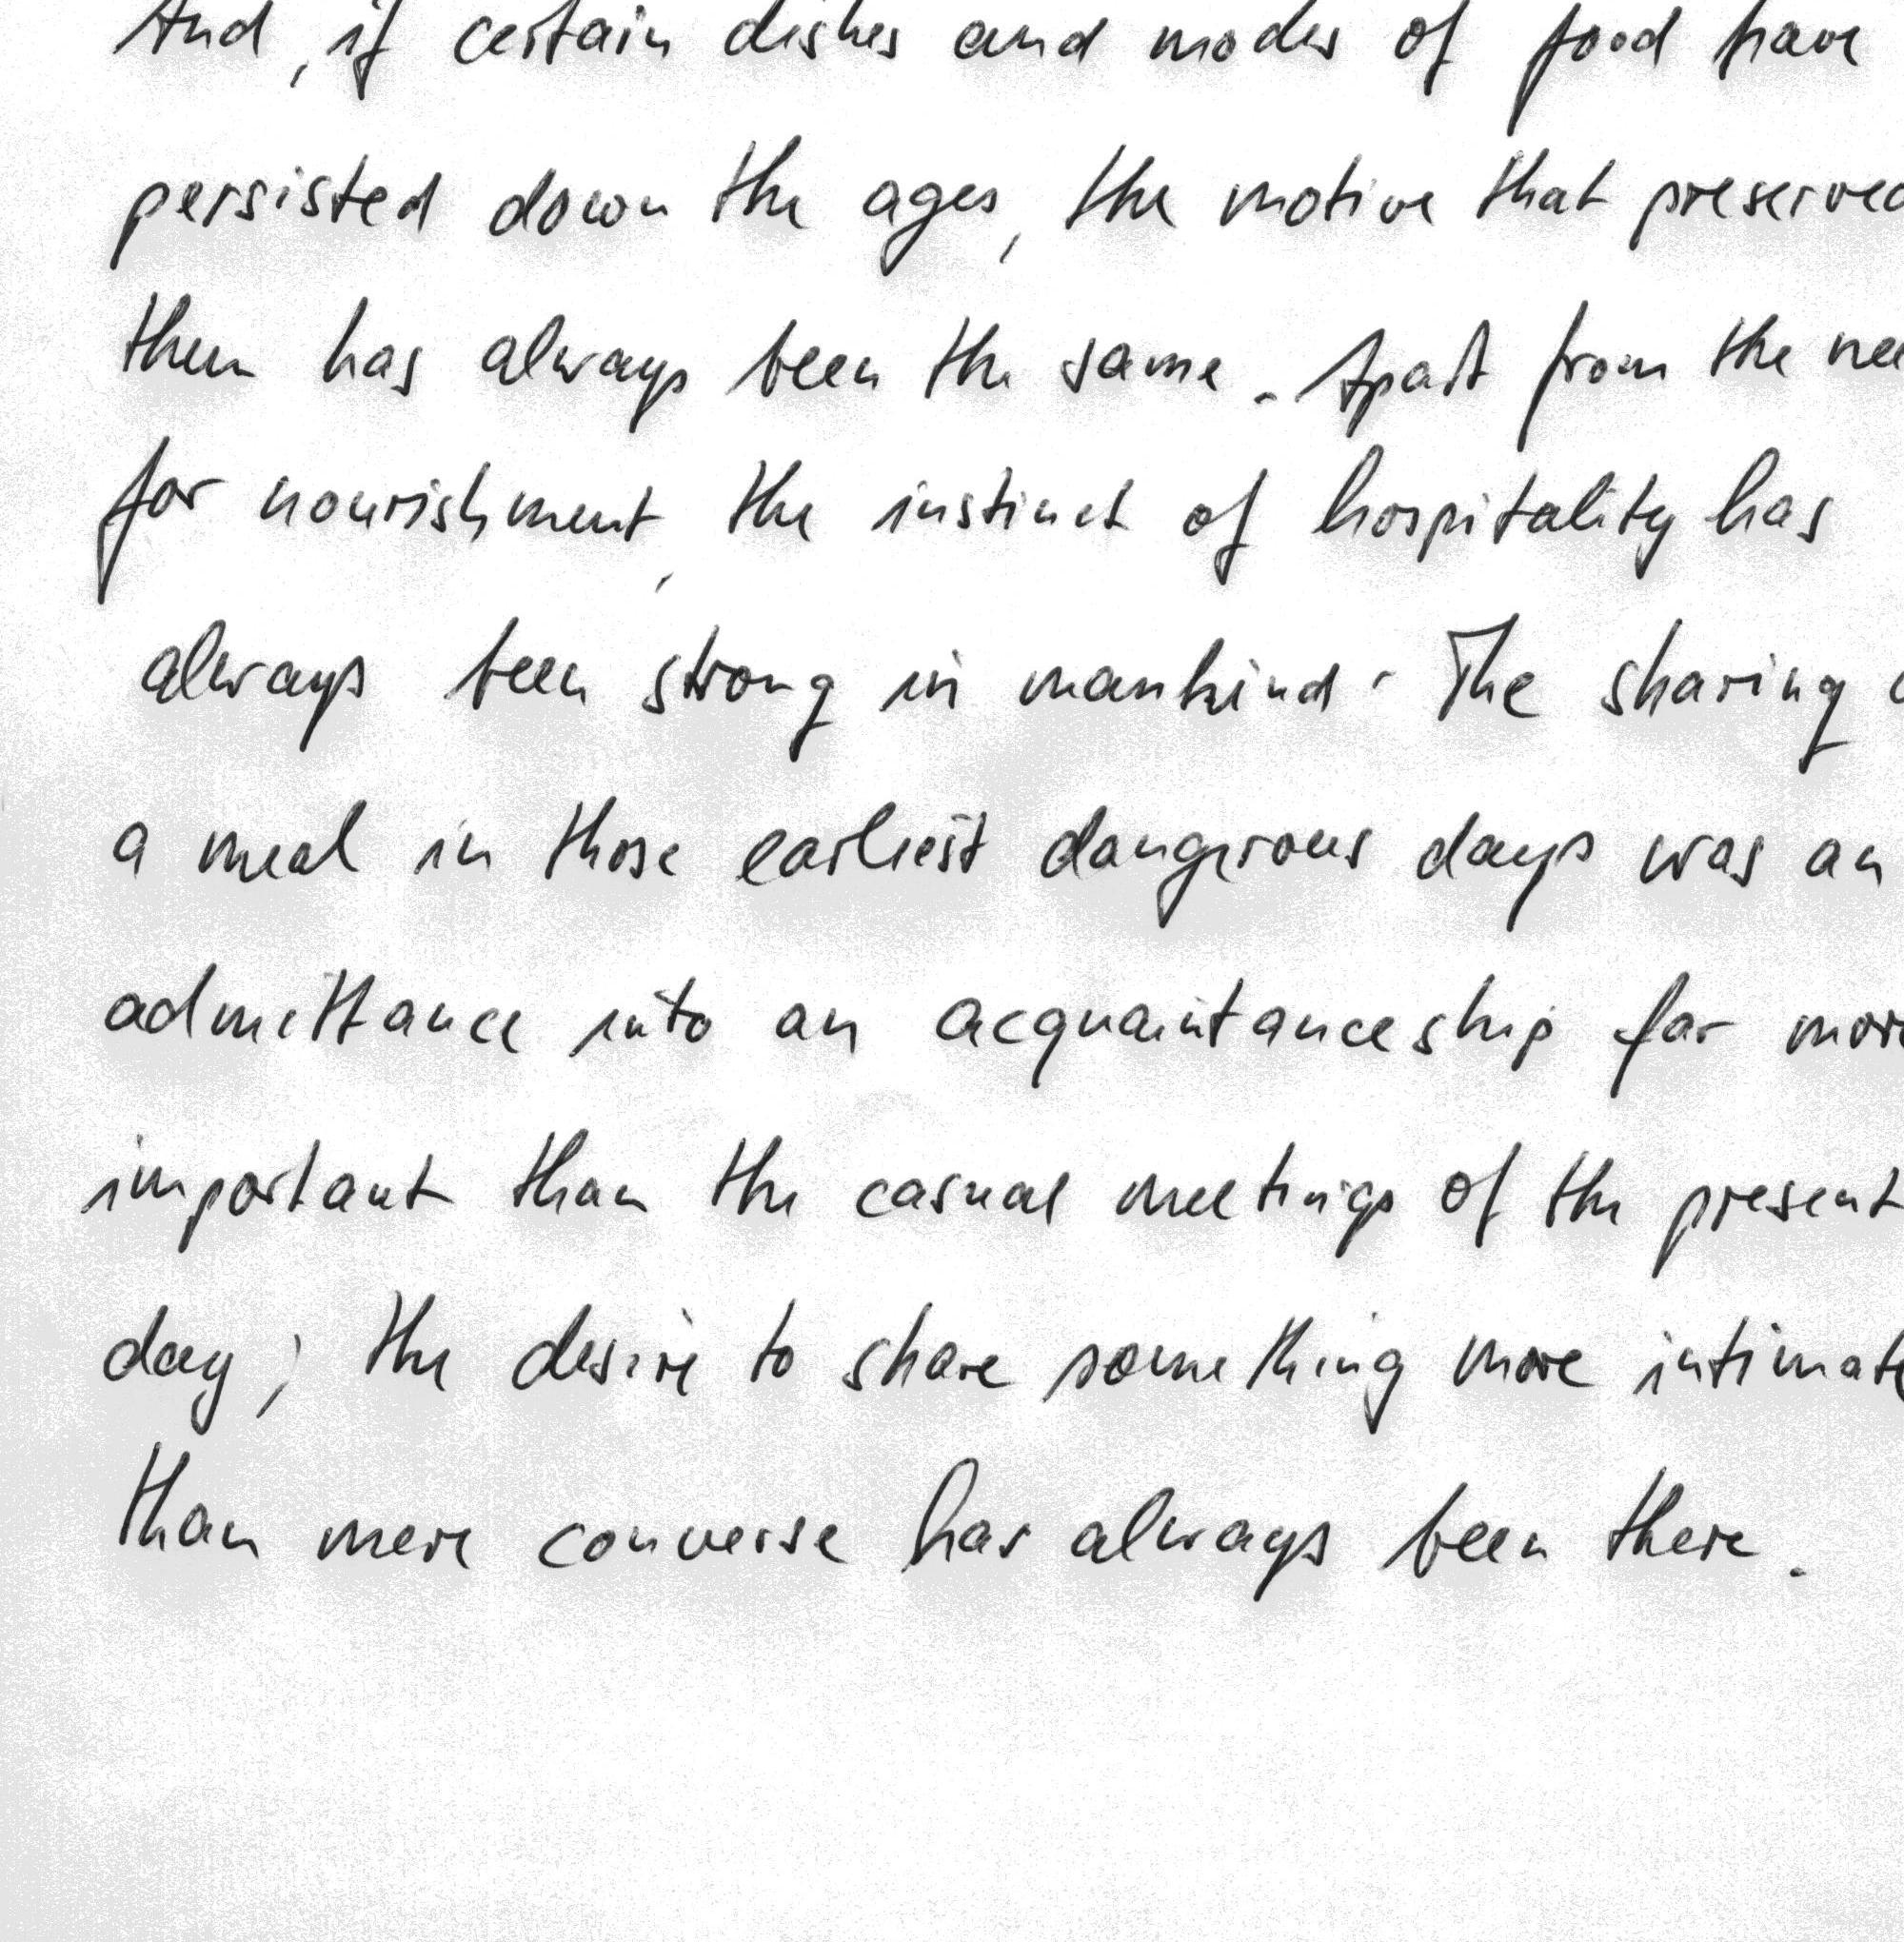 And, if certain dishes and modes of food have
persisted down the ages, the motive that preserved
them has always been the same. Apart from the nee
for nourishment, the instinct of hospitality has
always been strong in mankind. The sharing o
a meal in those earliest dangerous days was an
admittance into an acquaintanceship far more
important than the casual meetings of the present
day; the desire to share something more intimate
than mere converse has always been there.